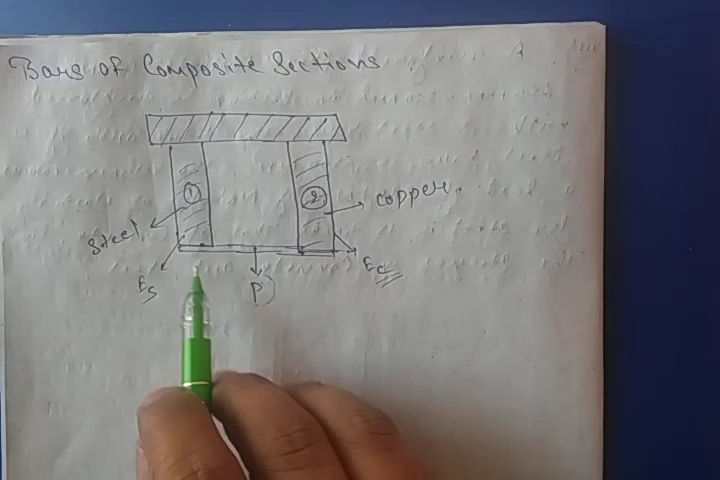 Bars of Composite Sections
① ②
copper.
steel
Es P Ec